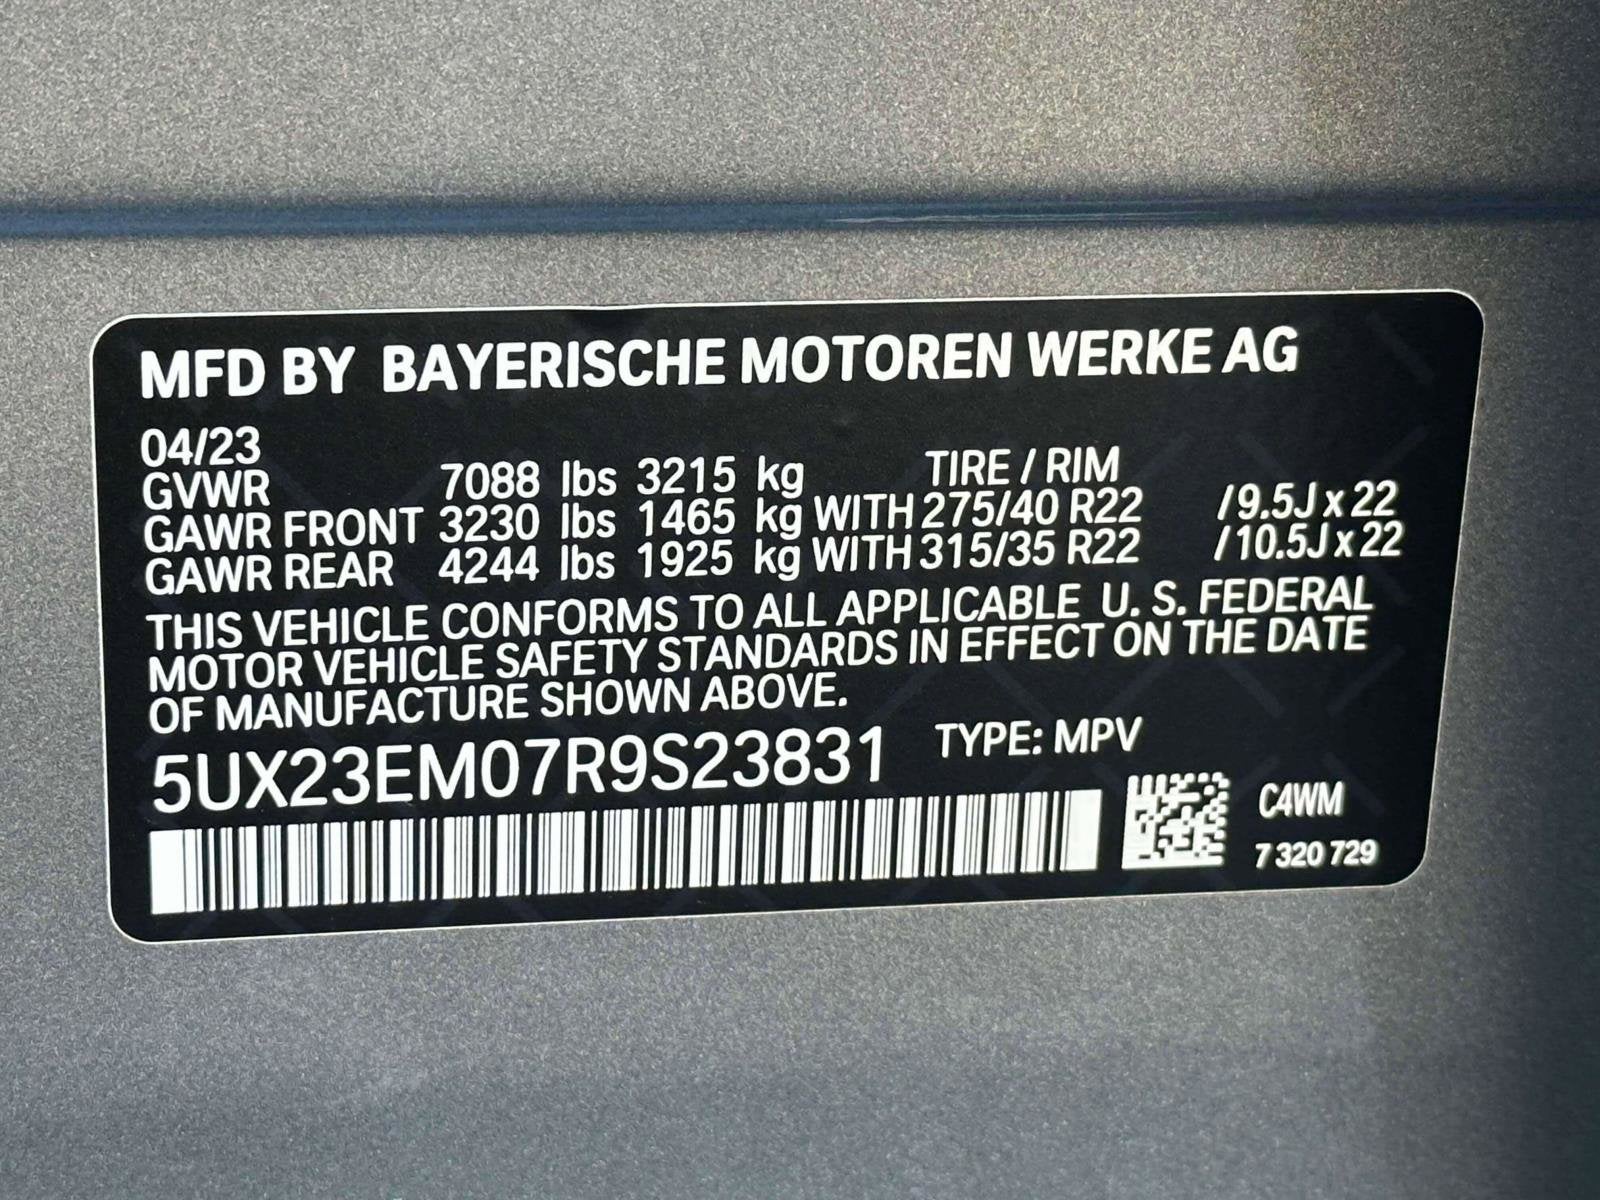 MFD BY BAYERISCHE MOTOREN WERKE AG
04/23
GVWR 7088 lbs 3215 kg TIRE / RIM
GAWR FRONT 3230 lbs 1465 kg WITH 275/40 R22 /9.5J x 22
GAWR REAR 4244 lbs 1925 kg WITH 315/35 R22 /10.5J x 22
THIS VEHICLE CONFORMS TO ALL APPLICABLE U. S. FEDERAL
MOTOR VEHICLE SAFETY STANDARDS IN EFFECT ON THE DATE
OF MANUFACTURE SHOWN ABOVE.
5UX23EM07R9S23831 TYPE: MPV
C4WM
7 320 729